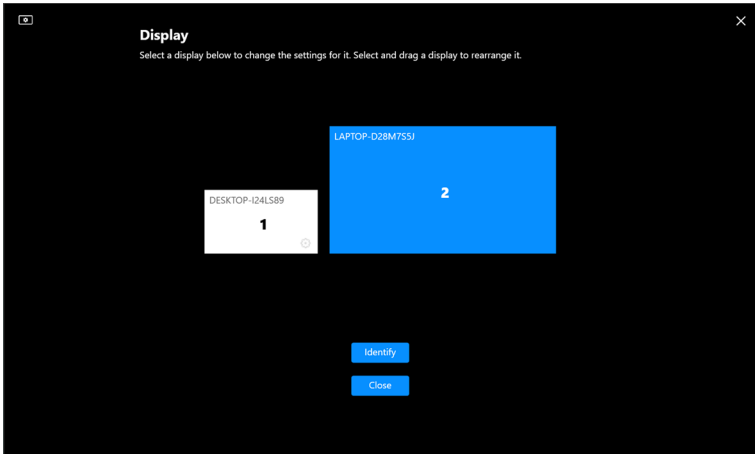 Display
Select a display below to change the settings for it. Select and drag a display to rearrange it.
LAPTOP-D28M7S5J
2
DESKTOP-I24LS89
1
Identify
Close